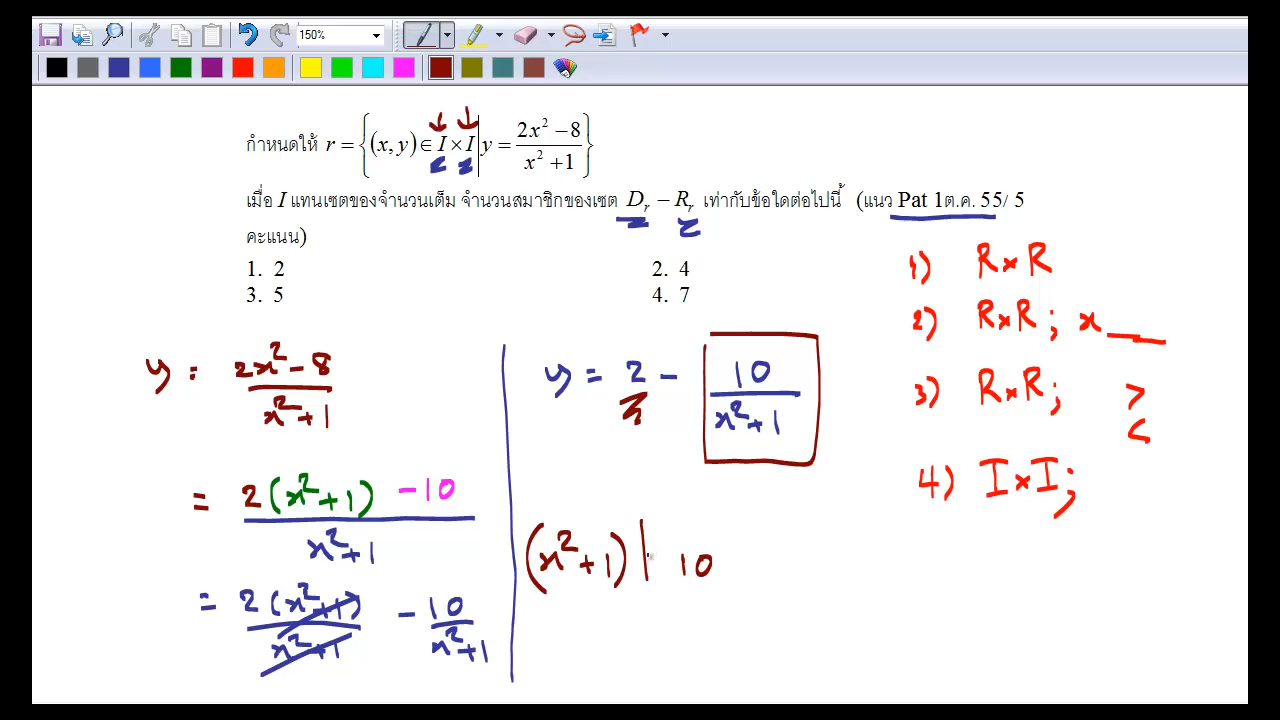 150%
กำหนดให้ r = {(x, y) ∈ I × I | y = (2x² − 8)/(x² + 1)}
เมื่อ I แทนเซตของจำนวนเต็ม จำนวนสมาชิกของเซต Dᵣ − Rᵣ เท่ากับข้อใดต่อไปนี้ (แนว Pat 1ต.ค. 55/ 5
คะแนน)
1. 2
2. 4
3. 5
4. 7
y = (2x² − 8)/(x² + 1)
= (2(x² + 1) − 10)/(x² + 1)
= 2(x² + 1)/(x² + 1) − 10/(x² + 1)
y = 2 − 10/(x² + 1)
(x² + 1) | 10
1) R × R
2) R × R ; x
3) R × R ; >
<
4) I × I ;